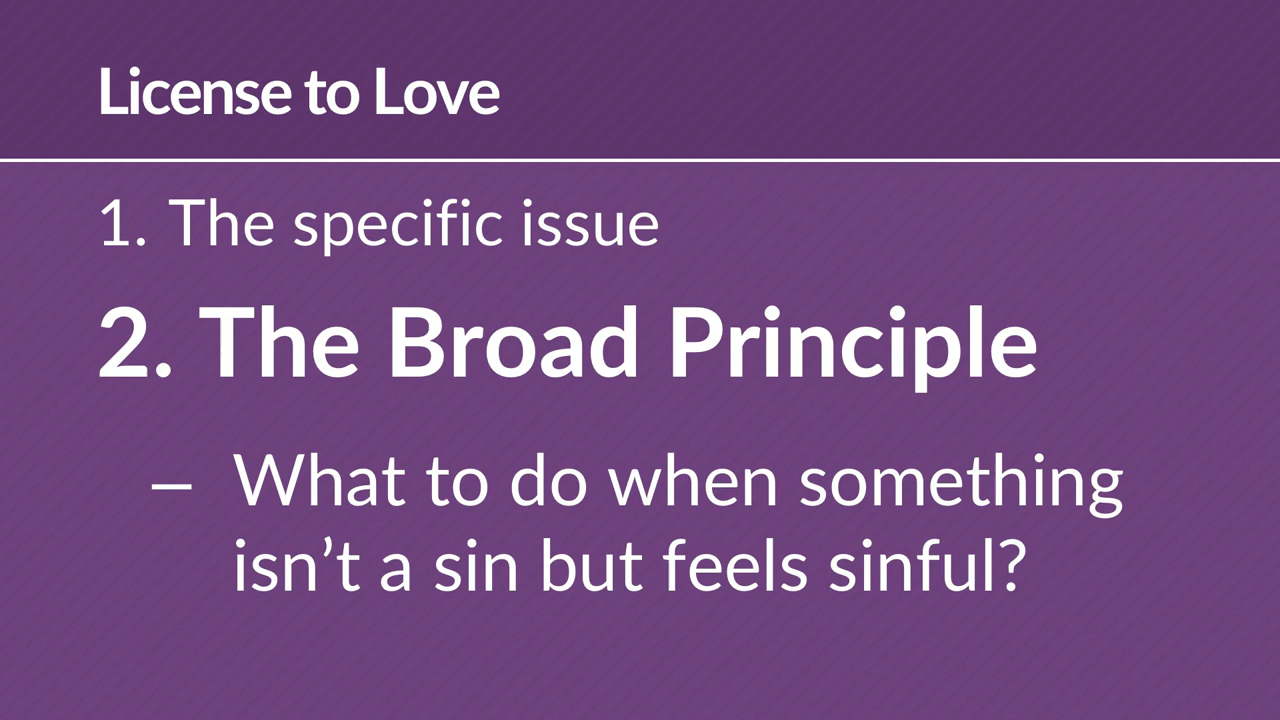 License to Love
1. The specific issue
2. The Broad Principle
– What to do when something
isn’t a sin but feels sinful?